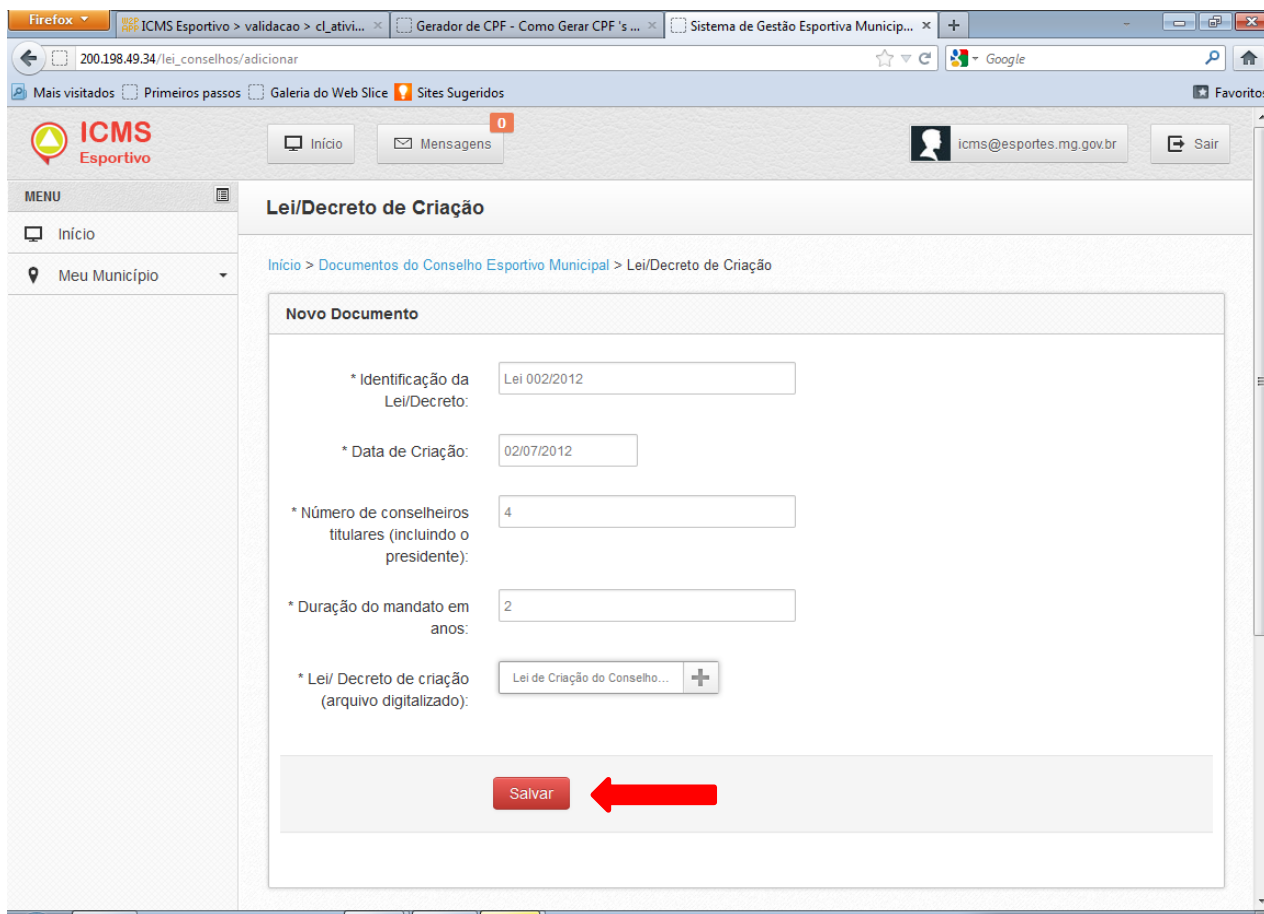 Firefox
ICMS Esportivo > validacao > cl_ativi...
Gerador de CPF - Como Gerar CPF 's ...
Sistema de Gestão Esportiva Municip...
200.198.49.34/lei_conselhos/adicionar
Google
Mais visitados
Primeiros passos
Galeria do Web Slice
Sites Sugeridos
Favoritos
ICMS
Esportivo
Início
Mensagens
0
icms@esportes.mg.gov.br
Sair
MENU
Início
Meu Município
Lei/Decreto de Criação
Início > Documentos do Conselho Esportivo Municipal > Lei/Decreto de Criação
Novo Documento
* Identificação da
Lei/Decreto:
Lei 002/2012
* Data de Criação:
02/07/2012
* Número de conselheiros
titulares (incluindo o
presidente):
4
* Duração do mandato em
anos:
2
* Lei/ Decreto de criação
(arquivo digitalizado):
Lei de Criação do Conselho...
Salvar